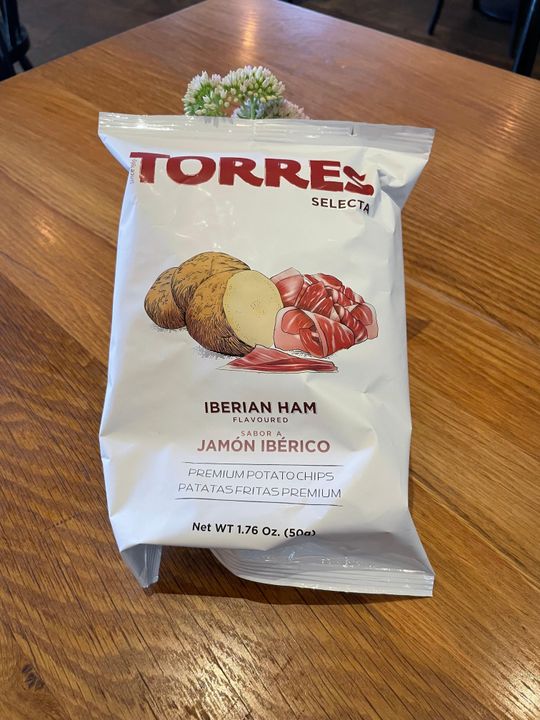 TORRES
SELECTA
IBERIAN HAM
FLAVOURED
SABOR A
JAMÓN IBÉRICO
PREMIUM POTATO CHIPS
PATATAS FRITAS PREMIUM
Net WT 1.76 Oz. (50g)